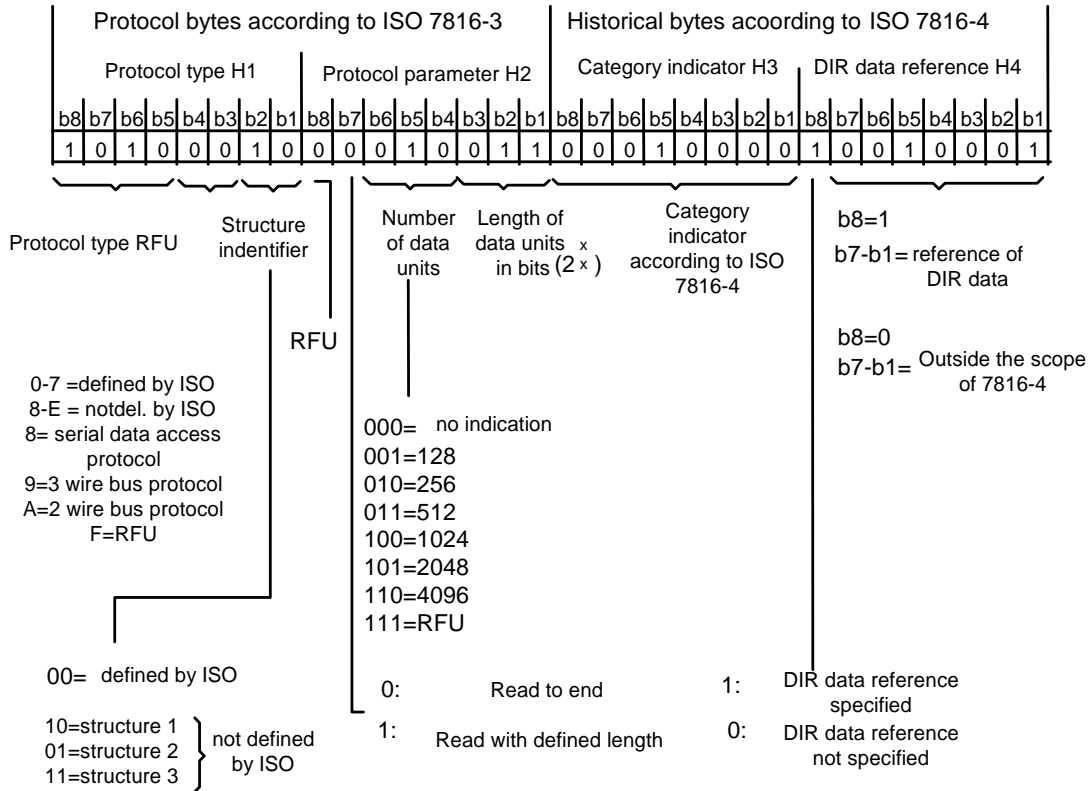 Protocol bytes according to ISO 7816-3
Historical bytes acoording to ISO 7816-4
Protocol type H1
Protocol parameter H2
Category indicator H3
DIR data reference H4
b8 b7 b6 b5 b4 b3 b2 b1 b8 b7 b6 b5 b4 b3 b2 b1 b8 b7 b6 b5 b4 b3 b2 b1 b8 b7 b6 b5 b4 b3 b2 b1
1 0 1 0 0 0 1 0 0 0 0 1 0 0 1 1 0 0 0 1 0 0 0 0 1 0 0 1 0 0 0 1
Protocol type RFU
Structure
indentifier
RFU
Number
of data
units
Length of
data units x
in bits (2 x )
Category
indicator
according to ISO
7816-4
b8=1
b7-b1= reference of
DIR data
b8=0
b7-b1= Outside the scope
of 7816-4
0-7 =defined by ISO
8-E = notdel. by ISO
8= serial data access
protocol
9=3 wire bus protocol
A=2 wire bus protocol
F=RFU
000= no indication
001=128
010=256
011=512
100=1024
101=2048
110=4096
111=RFU
00= defined by ISO
10=structure 1
01=structure 2
11=structure 3
not defined
by ISO
0: Read to end
1: Read with defined length
1: DIR data reference
specified
0: DIR data reference
not specified